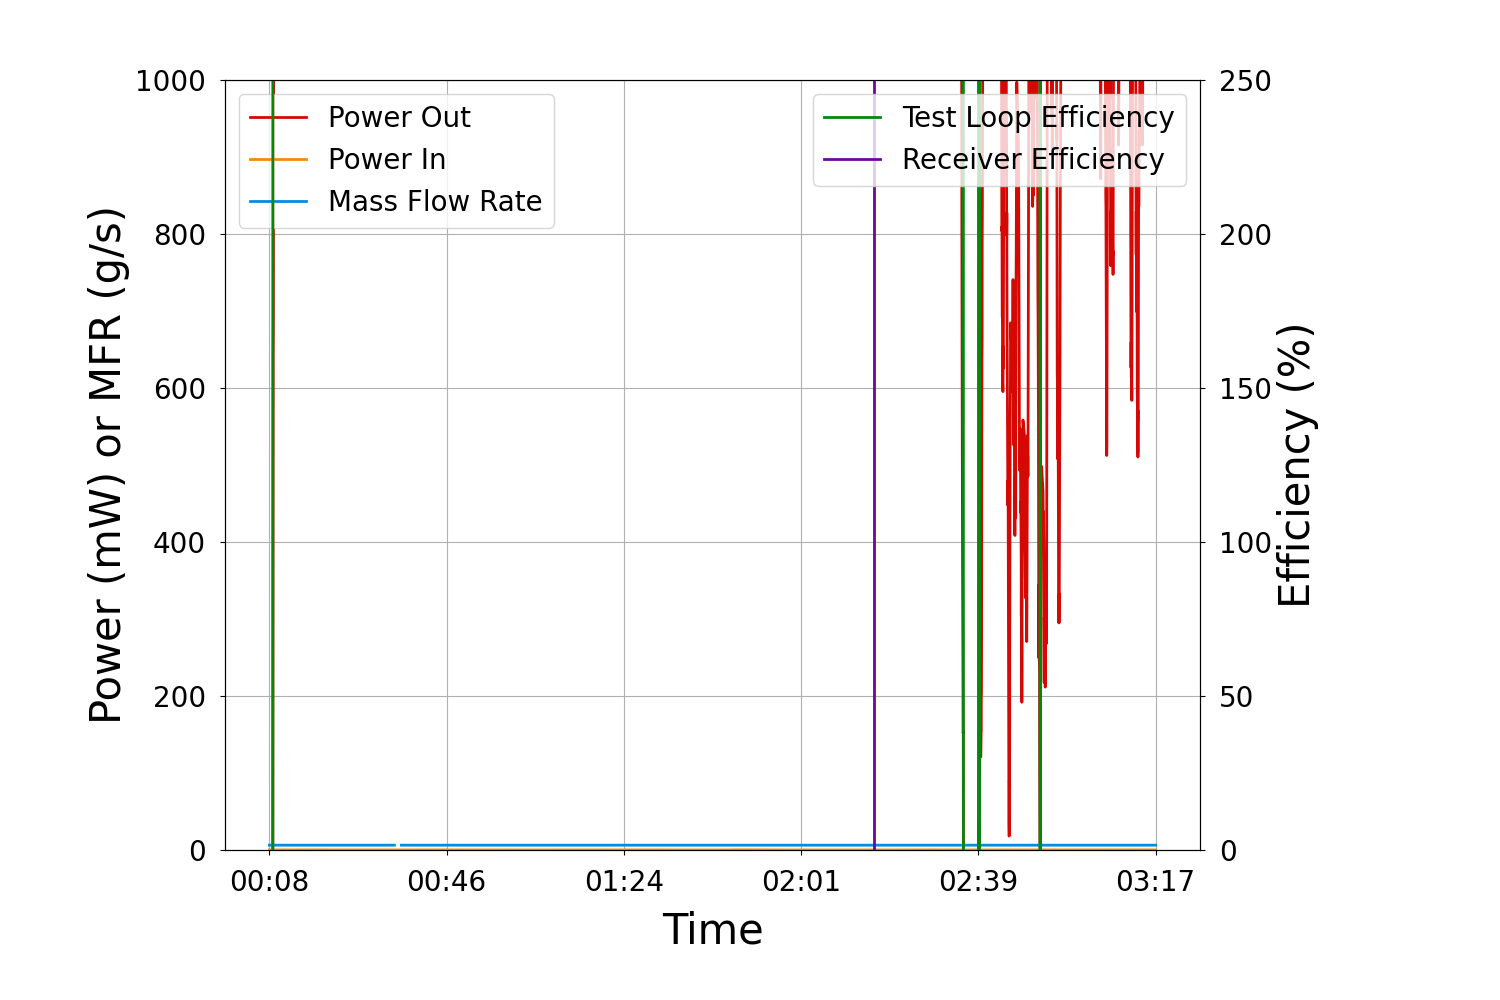 1000
800
600
400
200
0
Power (mW) or MFR (g/s)
Power Out
Power In
Mass Flow Rate
Test Loop Efficiency
Receiver Efficiency
250
200
150
100
50
0
Efficiency (%)
00:08
00:46
01:24
02:01
02:39
03:17
Time